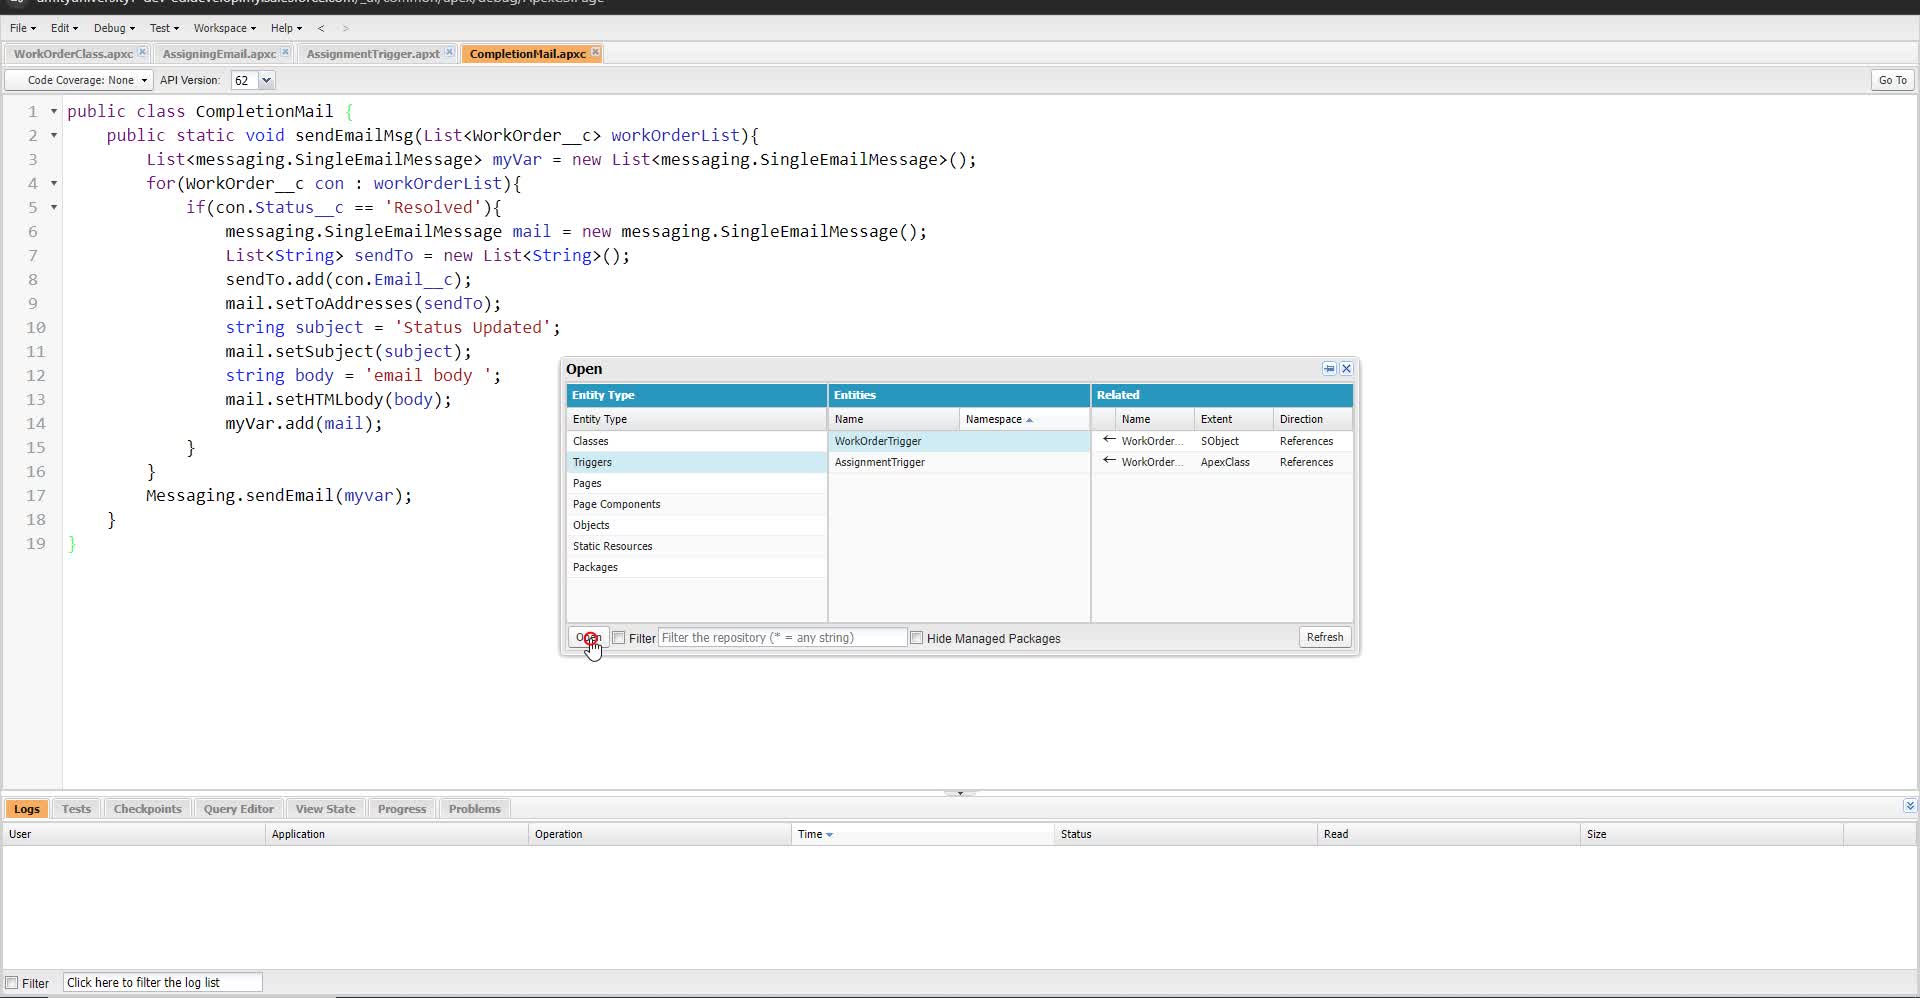 File Edit Debug Test Workspace Help < >
WorkOrderClass.apxc AssigningEmail.apxc AssignmentTrigger.apxt CompletionMail.apxc
Code Coverage: None API Version: 62 Go To
1 public class CompletionMail {
2 public static void sendEmailMsg(List<WorkOrder__c> workOrderList){
3 List<messaging.SingleEmailMessage> myVar = new List<messaging.SingleEmailMessage>();
4 for(WorkOrder__c con : workOrderList){
5 if(con.Status__c == 'Resolved'){
6 messaging.SingleEmailMessage mail = new messaging.SingleEmailMessage();
7 List<String> sendTo = new List<String>();
8 sendTo.add(con.Email__c);
9 mail.setToAddresses(sendTo);
10 string subject = 'Status Updated';
11 mail.setSubject(subject);
12 string body = 'email body ';
13 mail.setHTMLbody(body);
14 myVar.add(mail);
15 }
16 }
17 Messaging.sendEmail(myvar);
18 }
19 }
Open
Entity Type Entities Related
Entity Type Name Namespace Name Extent Direction
Classes WorkOrderTrigger WorkOrder... SObject References
Triggers AssignmentTrigger WorkOrder... ApexClass References
Pages
Page Components
Objects
Static Resources
Packages
Open Filter Filter the repository (* = any string) Hide Managed Packages Refresh
Logs Tests Checkpoints Query Editor View State Progress Problems
User Application Operation Time Status Read Size
Filter Click here to filter the log list